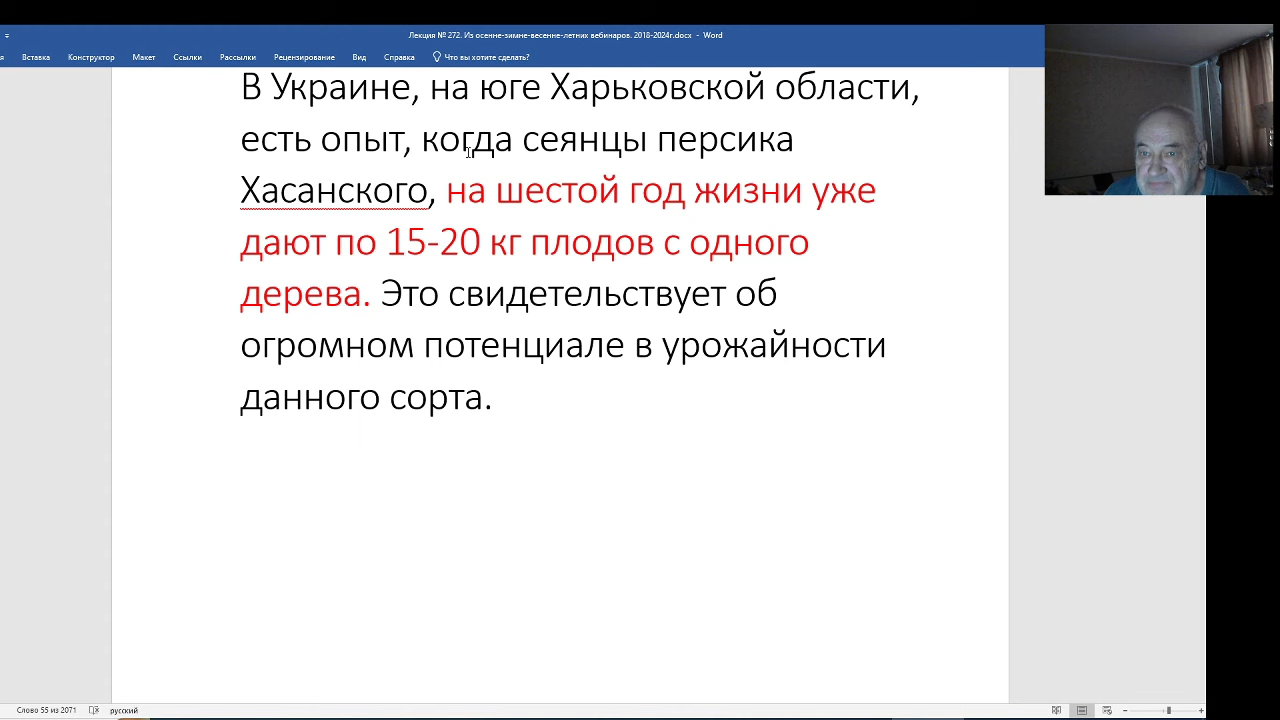 Лекция № 272. Из осенне-зимне-весенне-летних вебинаров. 2018-2024г.docx - Word
я Вставка Конструктор Макет Ссылки Рассылки Рецензирование Вид Справка Что вы хотите сделать?
В Украине, на юге Харьковской области,
есть опыт, когда сеянцы персика
Хасанского, на шестой год жизни уже
дают по 15-20 кг плодов с одного
дерева. Это свидетельствует об
огромном потенциале в урожайности
данного сорта.
Слово 55 из 2071 русский